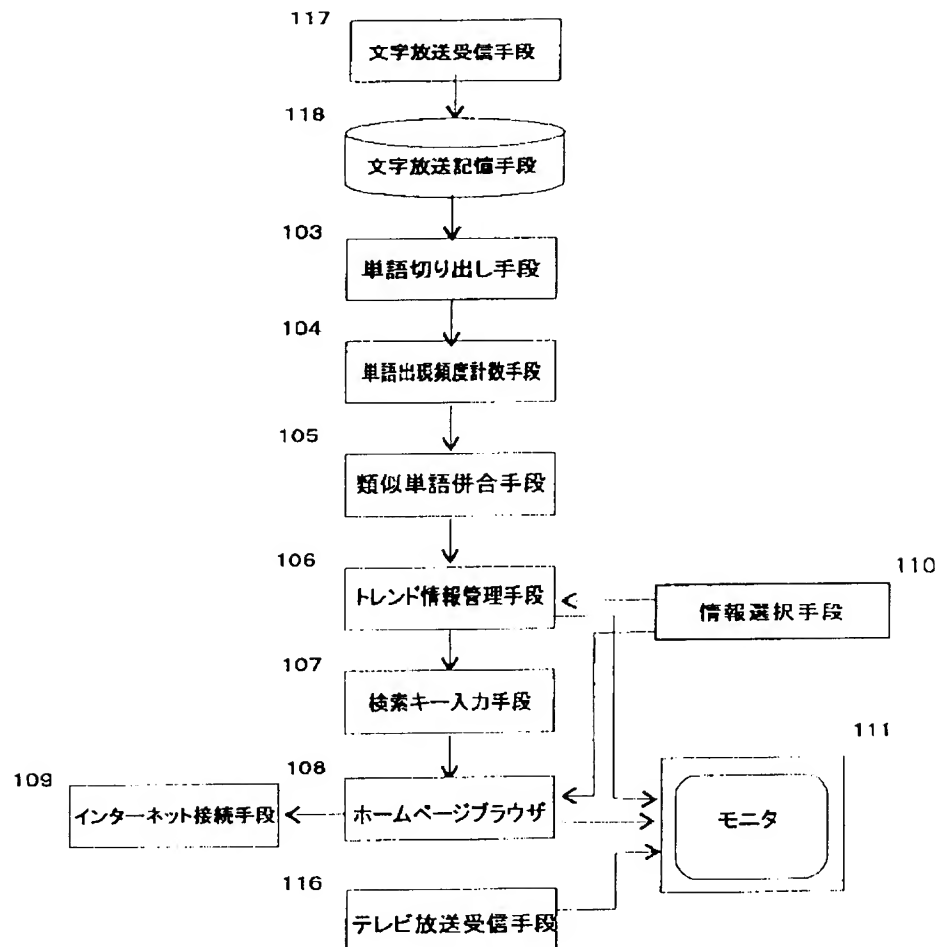 117
文字放送受信手段
118
文字放送記憶手段
103
単語切り出し手段
104
単語出現頻度計数手段
105
類似単語併合手段
106
トレンド情報管理手段
110
情報選択手段
107
検索キー入力手段
111
モニタ
109
インターネット接続手段
108
ホームページブラウザ
116
テレビ放送受信手段